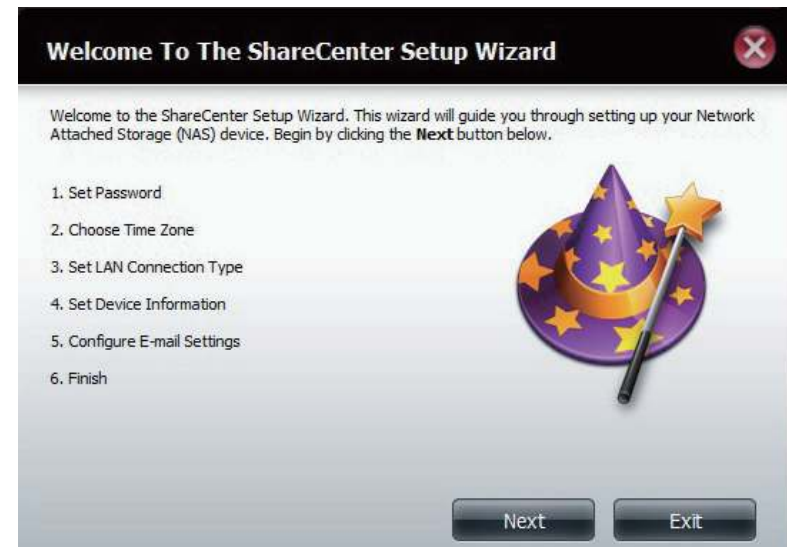 Welcome To The ShareCenter Setup Wizard
Welcome to the ShareCenter Setup Wizard. This wizard will guide you through setting up your Network
Attached Storage (NAS) device. Begin by clicking the Next button below.
1. Set Password
2. Choose Time Zone
3. Set LAN Connection Type
4. Set Device Information
5. Configure E-mail Settings
6. Finish
Next
Exit